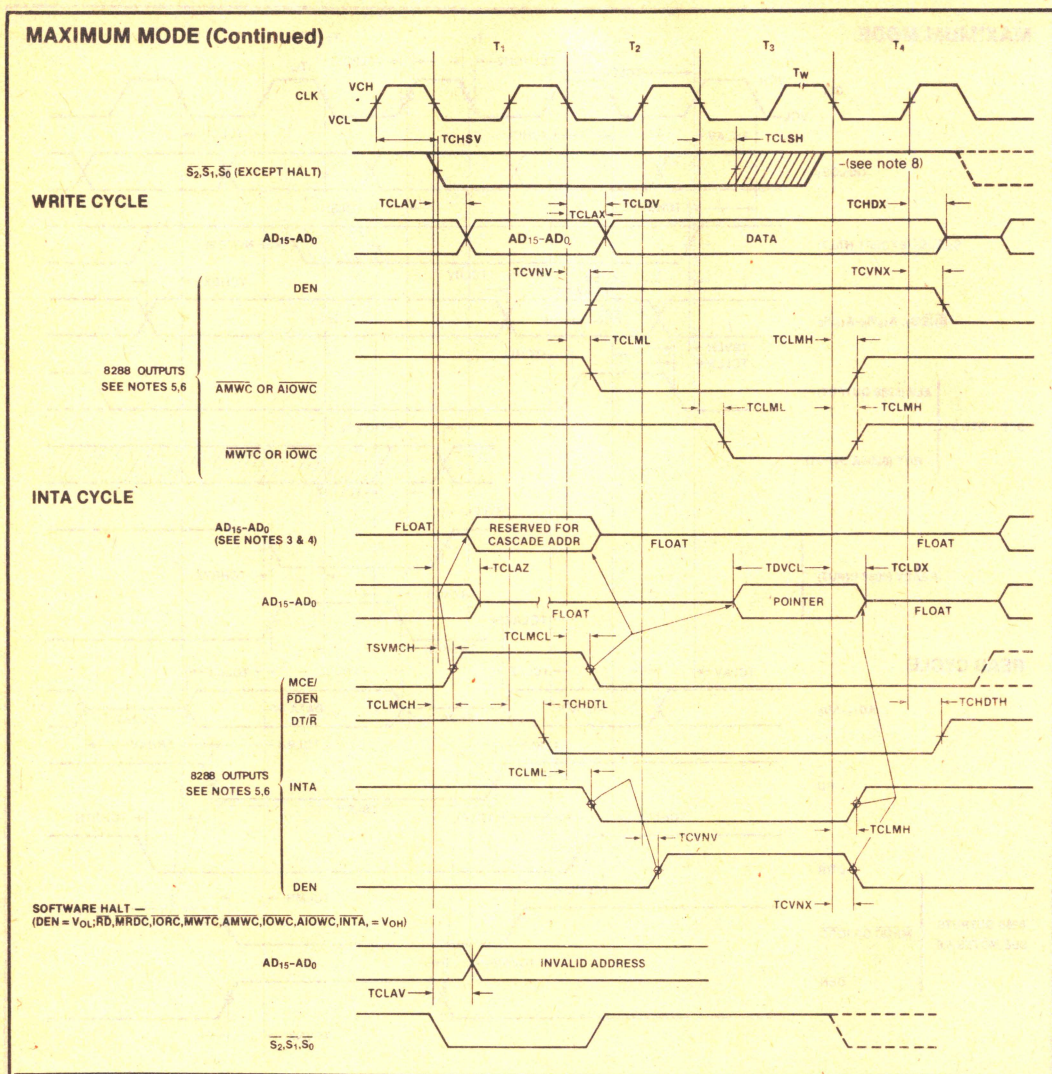 MAXIMUM MODE (Continued)
T1 T2 T3 T4
TW
CLK VCH
VCL
TCHSV TCLSH
S2,S1,S0 (EXCEPT HALT) -(see note 8)
WRITE CYCLE
TCLAV TCLDV TCHDX
TCLAX
AD15-AD0 AD15-AD0 DATA
TCVNV TCVNX
DEN
TCLML TCLMH
8288 OUTPUTS
SEE NOTES 5,6
AMWC OR AIOWC
TCLML TCLMH
MWTC OR IOWC
INTA CYCLE
AD15-AD0
(SEE NOTES 3 & 4)
FLOAT RESERVED FOR
CASCADE ADDR FLOAT FLOAT
TCLAZ TDVCL TCLDX
AD15-AD0 FLOAT POINTER FLOAT
TSVMCH TCLMCL
MCE/
PDEN
TCLMCH TCHDTL TCHDTH
DT/R
TCLML
8288 OUTPUTS
SEE NOTES 5,6
INTA
TCVNV TCLMH
DEN
TCVNX
SOFTWARE HALT —
(DEN = VOL;RD,MRDC,IORC,MWTC,AMWC,IOWC,AIOWC,INTA, = VOH)
AD15-AD0 INVALID ADDRESS
TCLAV
S2,S1,S0